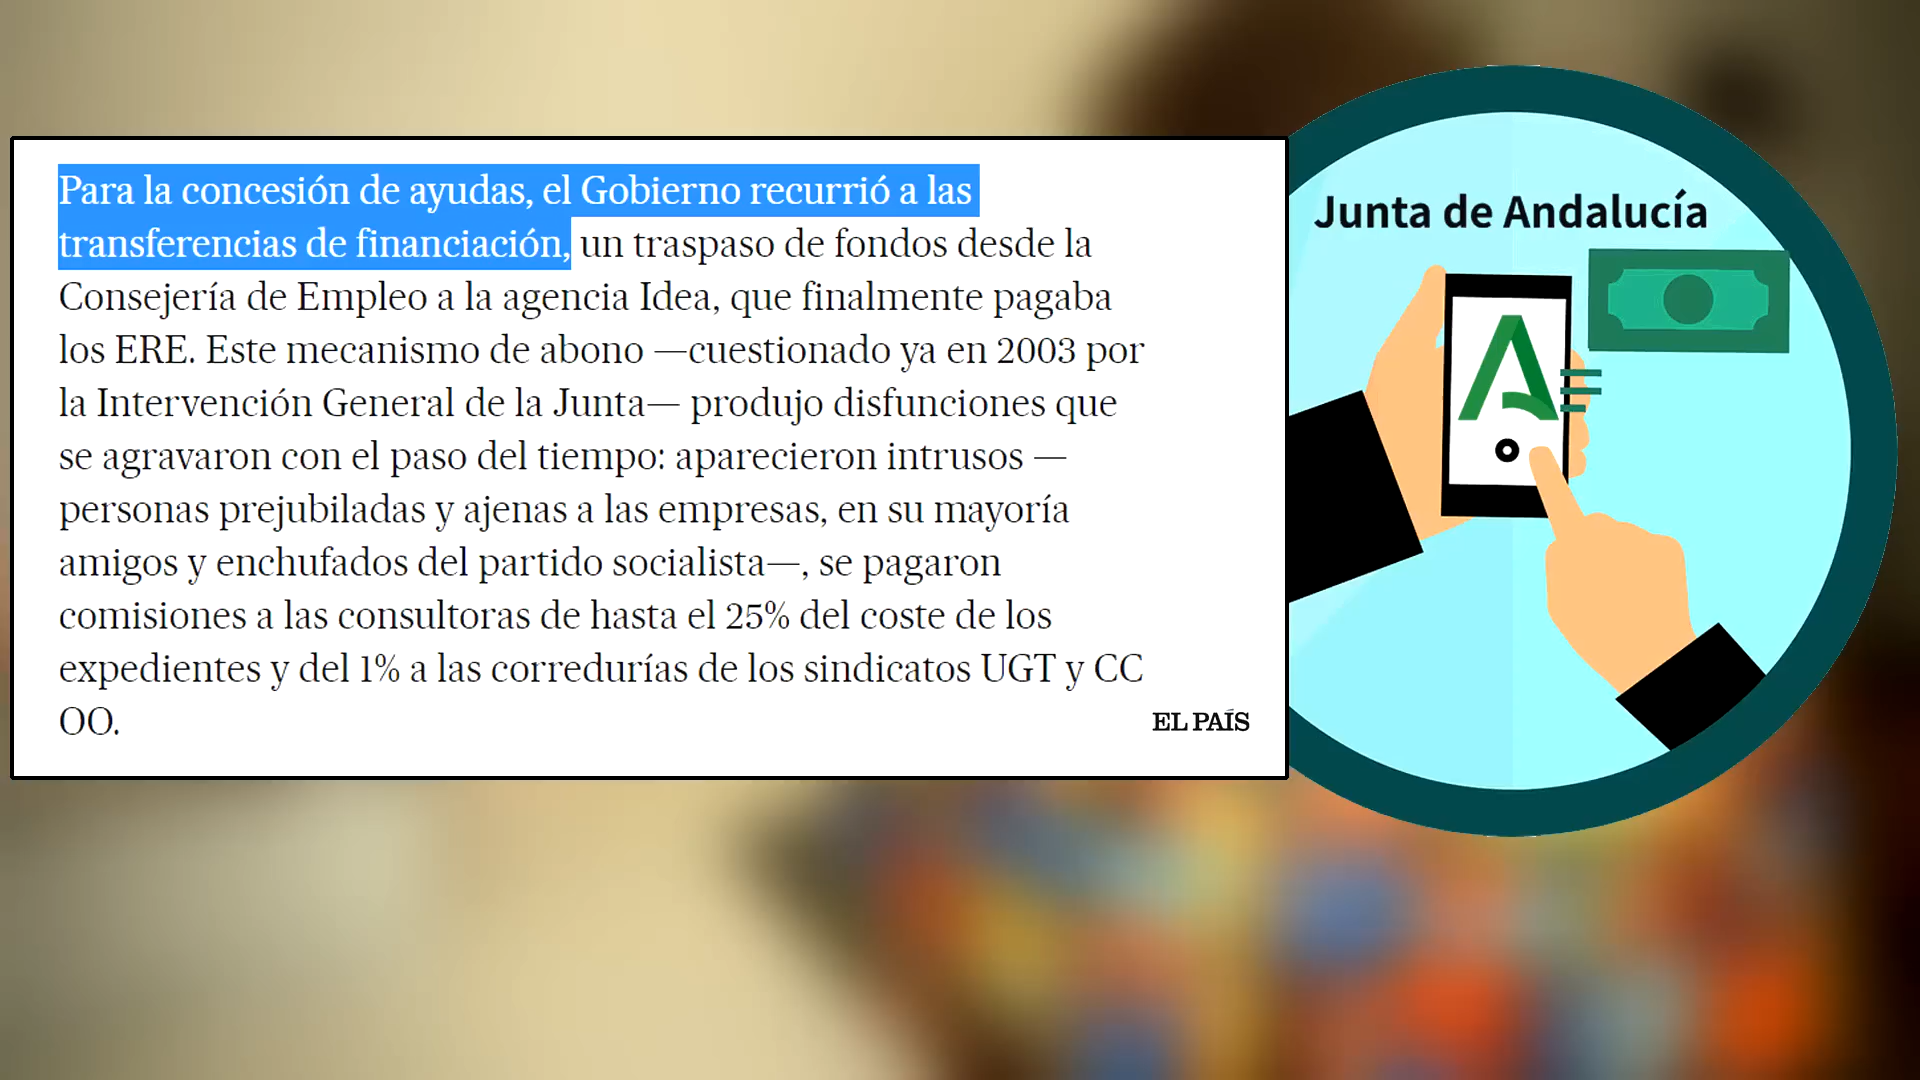 Para la concesión de ayudas, el Gobierno recurrió a las
transferencias de financiación, un traspaso de fondos desde la
Consejería de Empleo a la agencia Idea, que finalmente pagaba
los ERE. Este mecanismo de abono —cuestionado ya en 2003 por
la Intervención General de la Junta— produjo disfunciones que
se agravaron con el paso del tiempo: aparecieron intrusos —
personas prejubiladas y ajenas a las empresas, en su mayoría
amigos y enchufados del partido socialista—, se pagaron
comisiones a las consultoras de hasta el 25% del coste de los
expedientes y del 1% a las corredurías de los sindicatos UGT y CC
OO.
EL PAÍS
Junta de Andalucía